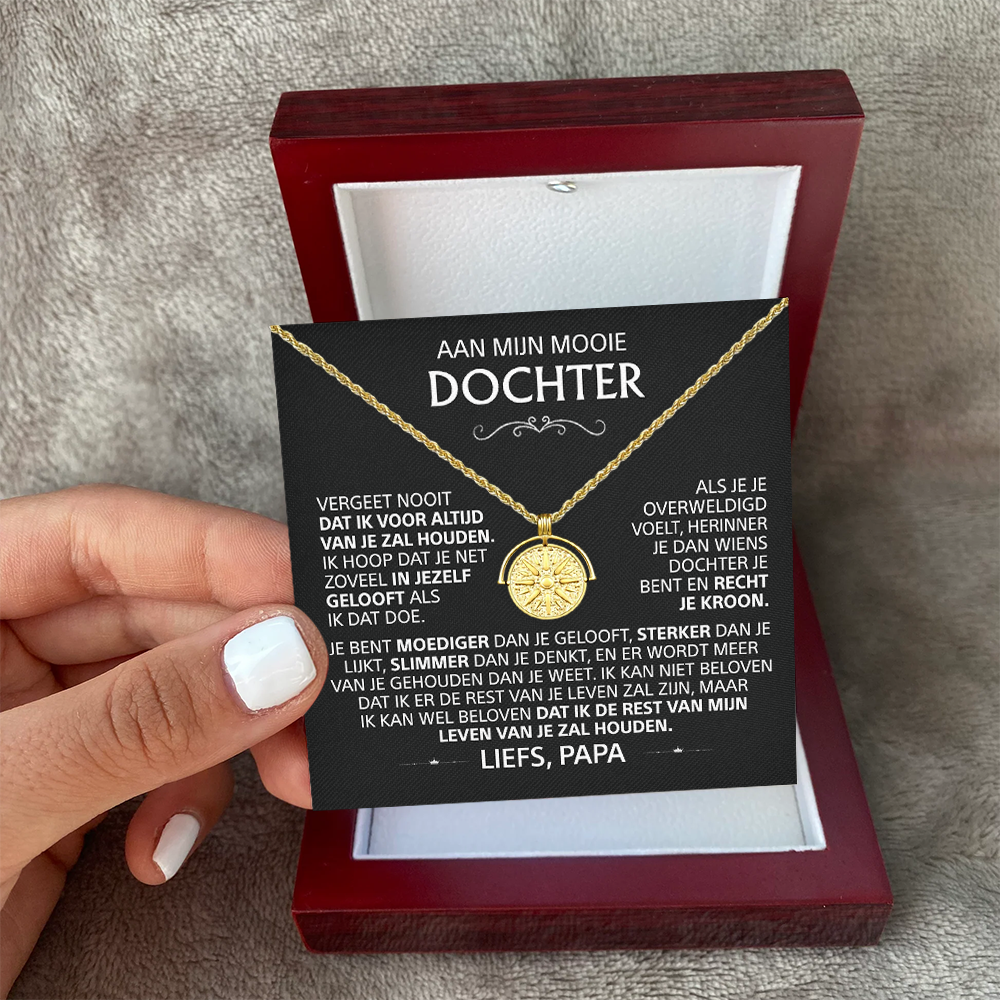 AAN MIJN MOOIE
DOCHTER
VERGEET NOOIT
DAT IK VOOR ALTIJD
VAN JE ZAL HOUDEN.
IK HOOP DAT JE NET
ZOVEEL IN JEZELF
GELOOFT ALS
IK DAT DOE.
ALS JE JE
OVERWELDIGD
VOELT, HERINNER
JE DAN WIENS
DOCHTER JE
BENT EN RECHT
JE KROON.
JE BENT MOEDIGER DAN JE GELOOFT, STERKER DAN JE
LIJKT, SLIMMER DAN JE DENKT, EN ER WORDT MEER
VAN JE GEHOUDEN DAN JE WEET. IK KAN NIET BELOVEN
DAT IK ER DE REST VAN JE LEVEN ZAL ZIJN, MAAR
IK KAN WEL BELOVEN DAT IK DE REST VAN MIJN
LEVEN VAN JE ZAL HOUDEN.
LIEFS, PAPA